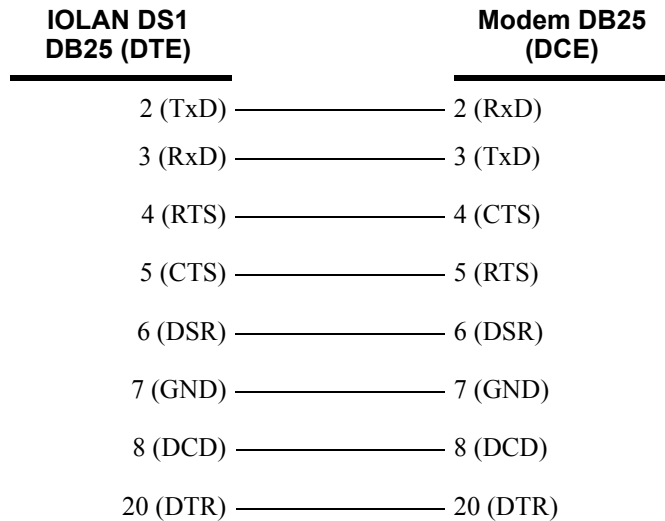 IOLAN DS1 Modem DB25
DB25 (DTE) (DCE)
2 (TxD) 2 (RxD)
3 (RxD) 3 (TxD)
4 (RTS) 4 (CTS)
5 (CTS) 5 (RTS)
6 (DSR) 6 (DSR)
7 (GND) 7 (GND)
8 (DCD) 8 (DCD)
20 (DTR) 20 (DTR)